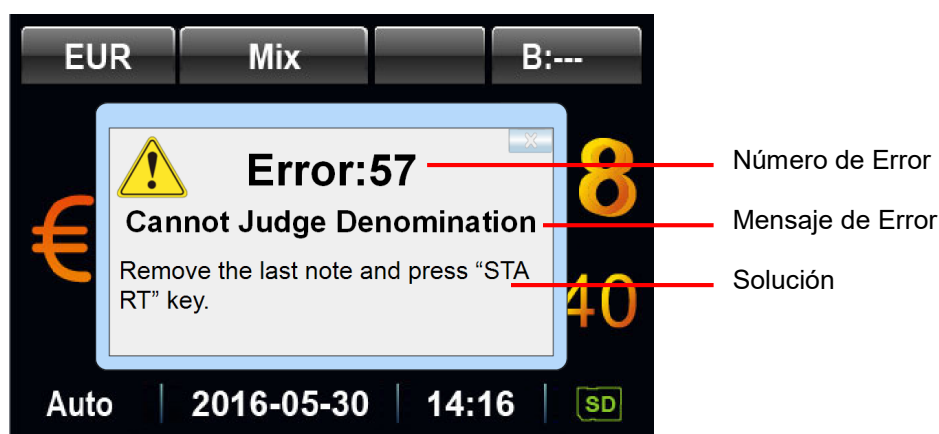 EUR Mix B:---
Error:57
Cannot Judge Denomination
Remove the last note and press “STA
RT” key.
€
8
40
Auto 2016-05-30 14:16 SD
Número de Error
Mensaje de Error
Solución